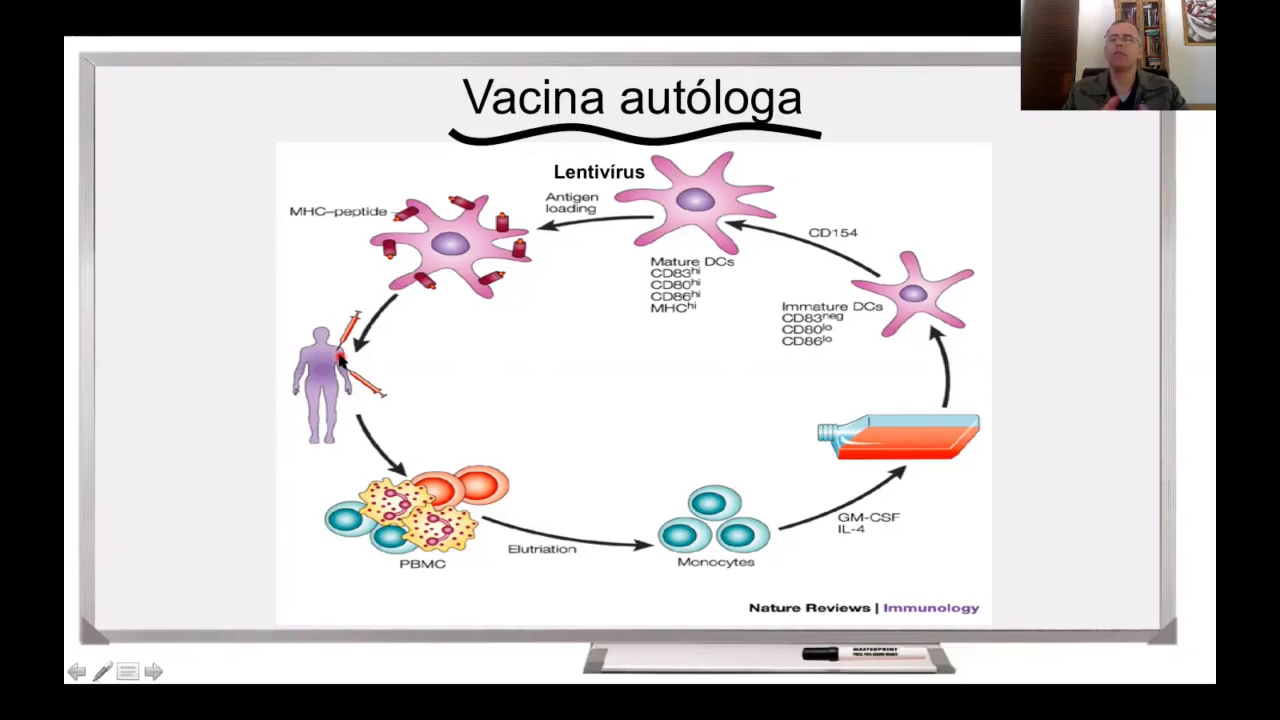 Vacina autóloga
Lentivírus
Antigen
loading
MHC–peptide
CD154
Mature DCs
CD83hi
CD80hi
CD86hi
MHChi
Immature DCs
CD83neg
CD80lo
CD86lo
GM-CSF
IL-4
Elutriation
PBMC
Monocytes
Nature Reviews | Immunology
MASTERPRINT